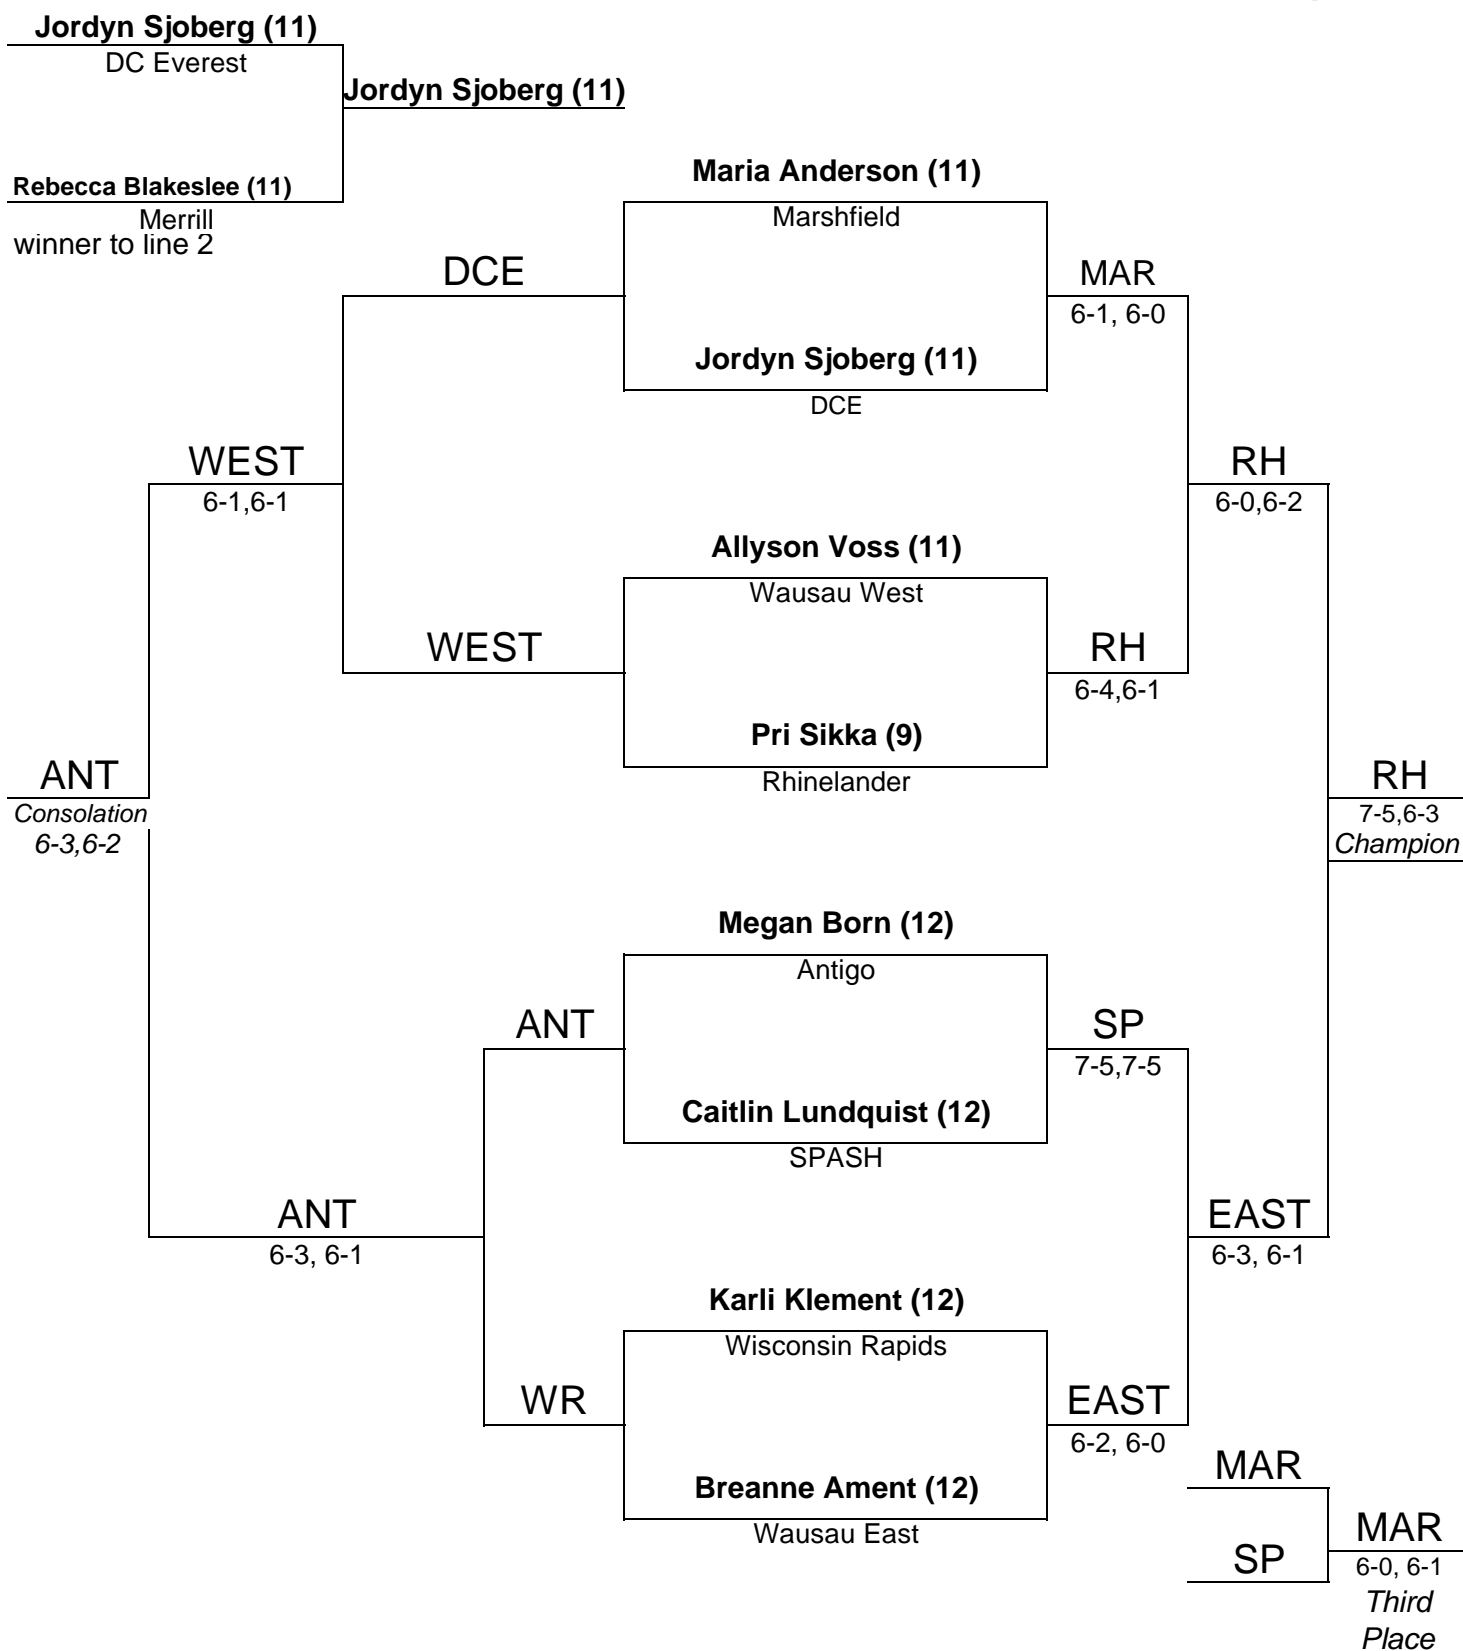 Jordyn Sjoberg (11)
DC Everest
Jordyn Sjoberg (11)
Rebecca Blakeslee (11)
Merrill
winner to line 2
Maria Anderson (11)
Marshfield
DCE
MAR
6-1, 6-0
Jordyn Sjoberg (11)
DCE
WEST
6-1,6-1
RH
6-0,6-2
Allyson Voss (11)
Wausau West
WEST
RH
6-4,6-1
Pri Sikka (9)
Rhinelander
ANT
Consolation
6-3,6-2
RH
7-5,6-3
Champion
Megan Born (12)
Antigo
ANT
SP
7-5,7-5
Caitlin Lundquist (12)
SPASH
ANT
6-3, 6-1
EAST
6-3, 6-1
Karli Klement (12)
Wisconsin Rapids
WR
EAST
6-2, 6-0
Breanne Ament (12)
Wausau East
MAR
SP
MAR
6-0, 6-1
Third
Place